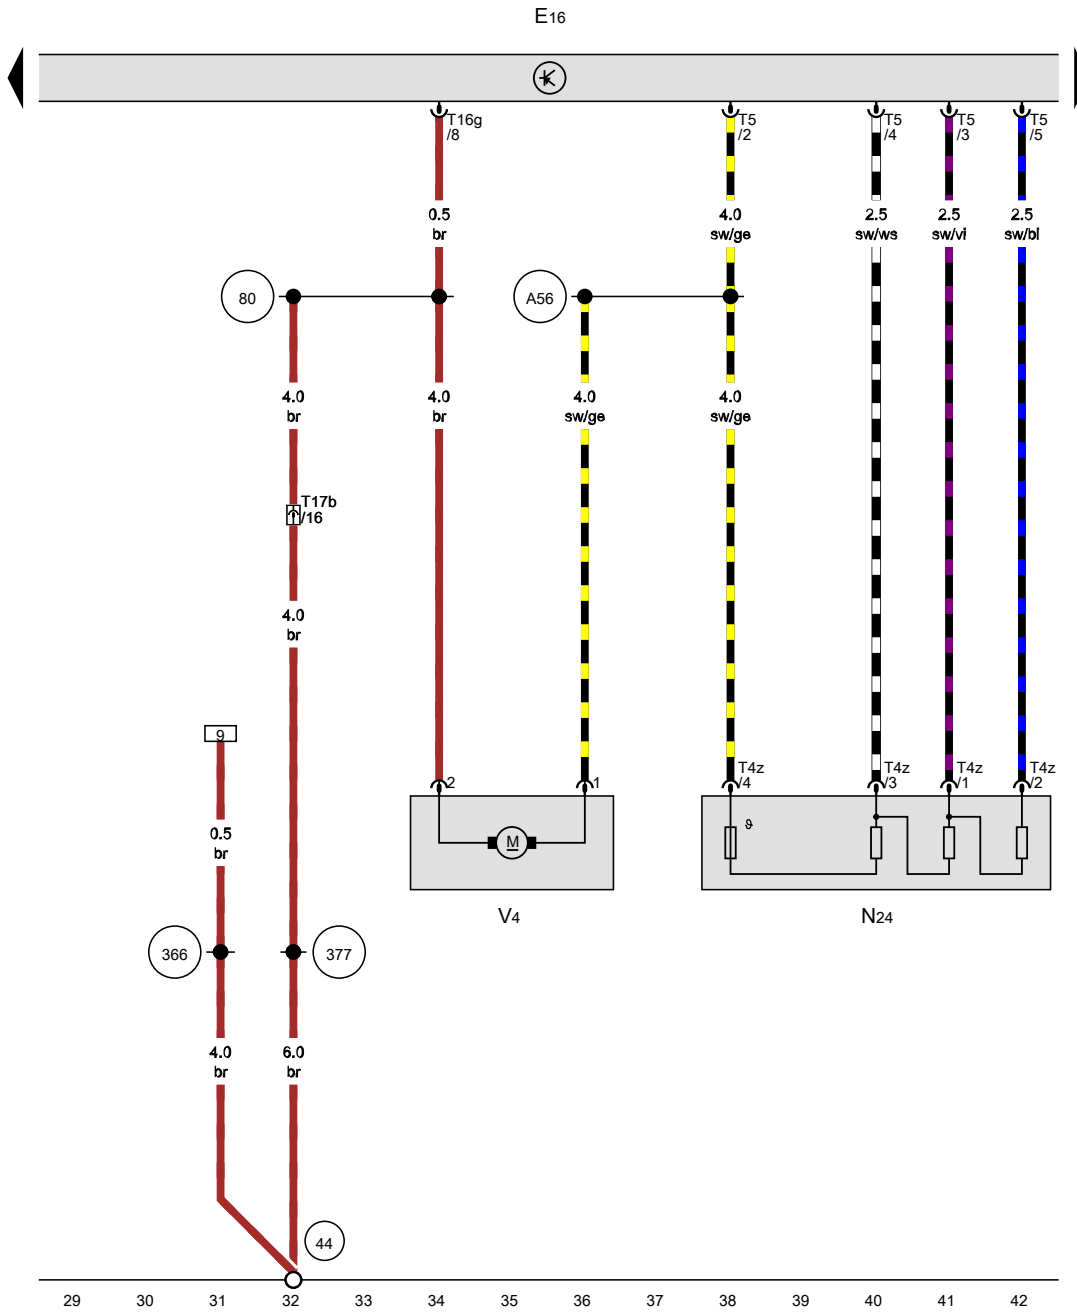 E16
T16g
/8
T5
/2
T5
/4
T5
/3
T5
/5
0.5
br
4.0
sw/ge
2.5
sw/ws
2.5
sw/vi
2.5
sw/bl
80
A56
4.0
br
4.0
br
4.0
sw/ge
4.0
sw/ge
T17b
/16
4.0
br
9
2
1
T4z
/4
T4z
/3
T4z
/1
T4z
/2
0.5
br
M
ϑ
V4
N24
366
377
4.0
br
6.0
br
44
29 30 31 32 33 34 35 36 37 38 39 40 41 42